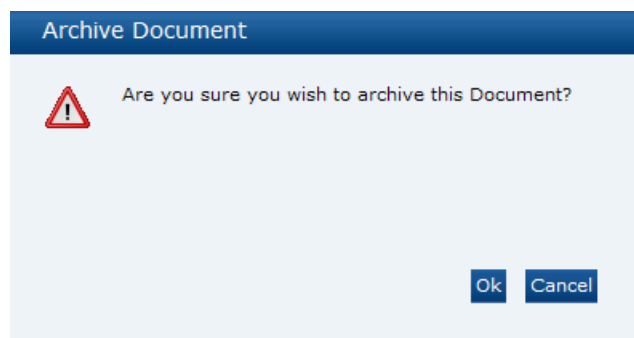 Archive Document
Are you sure you wish to archive this Document?
Ok Cancel